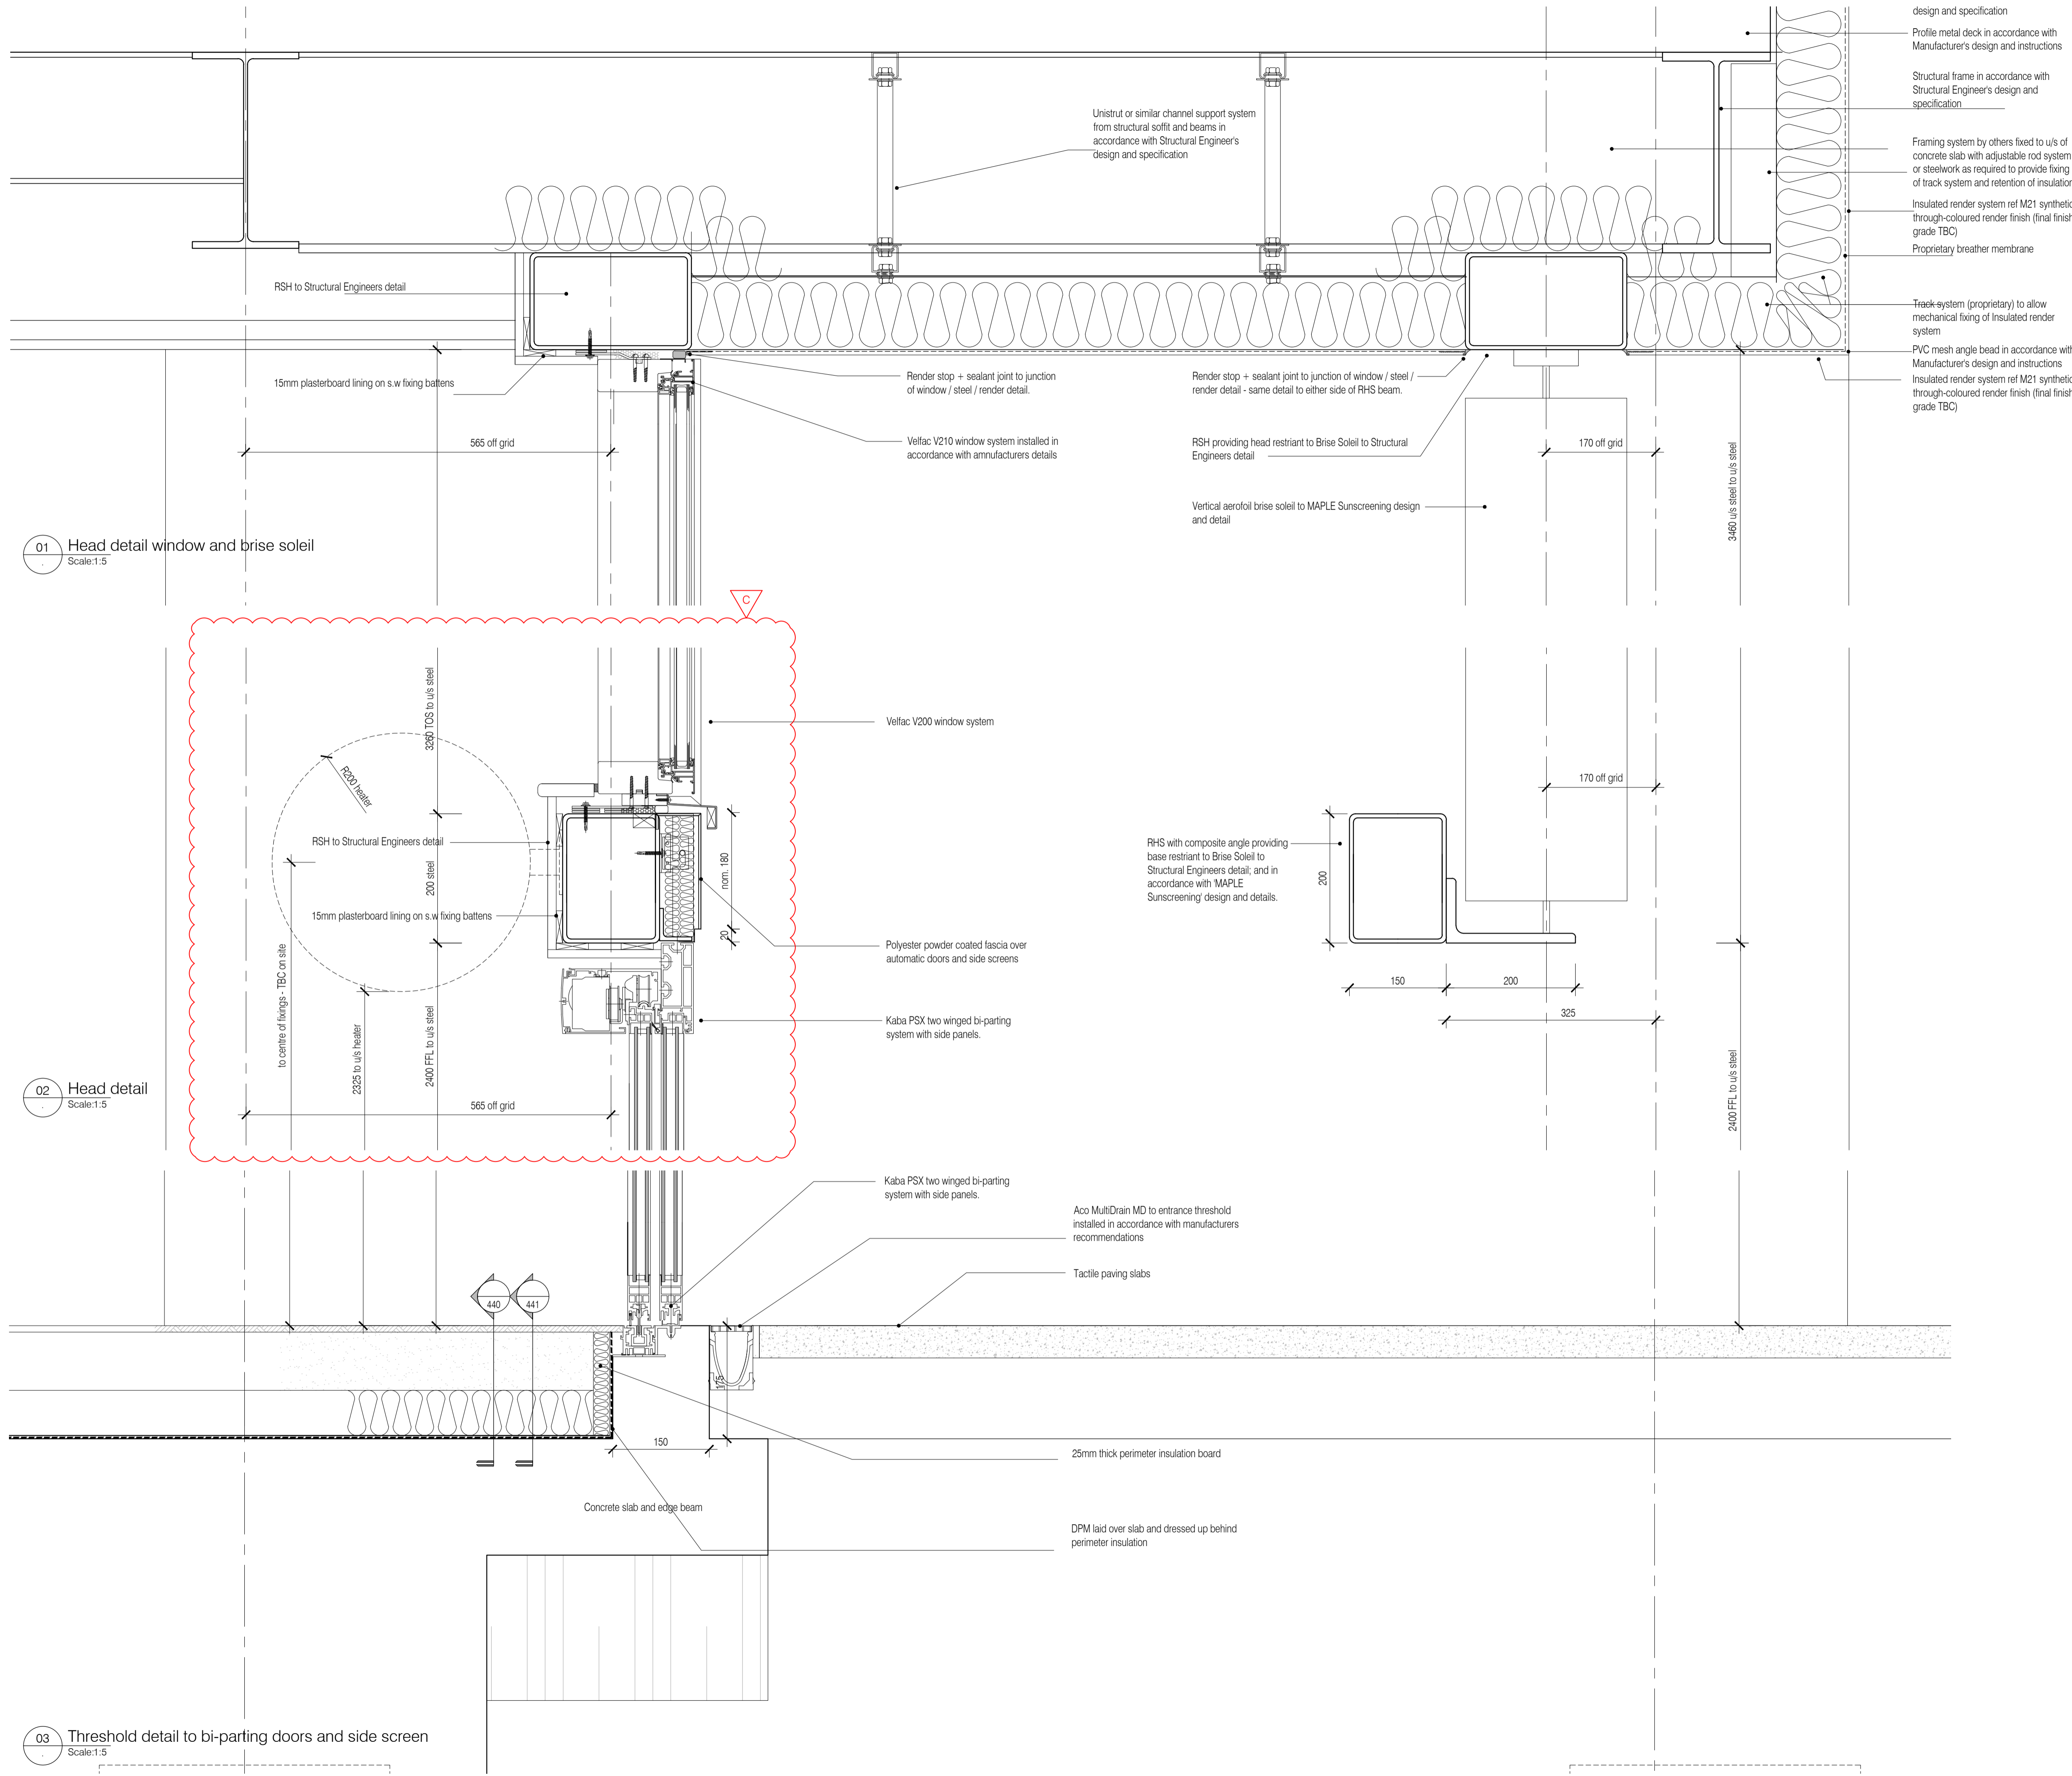 design and specification
Profile metal deck in accordance with
Manufacturer's design and instructions
Structural frame in accordance with
Structural Engineer's design and
specification
Unistrut or similar channel support system
from structural soffit and beams in
accordance with Structural Engineer's
design and specification
Framing system by others fixed to u/s of
concrete slab with adjustable rod system
or steelwork as required to provide fixing
of track system and retention of insulation
Insulated render system ref M21 synthetic
through-coloured render finish (final finish
grade TBC)
Proprietary breather membrane
Track system (proprietary) to allow
mechanical fixing of Insulated render
system
PVC mesh angle bead in accordance with
Manufacturer's design and instructions
Insulated render system ref M21 synthetic
through-coloured render finish (final finish
grade TBC)
RSH to Structural Engineers detail
15mm plasterboard lining on s.w fixing battens
Render stop + sealant joint to junction
of window / steel / render detail.
Render stop + sealant joint to junction of window / steel /
render detail - same detail to either side of RHS beam.
565 off grid
Velfac V210 window system installed in
accordance with amnufacturers details
RSH providing head restriant to Brise Soleil to Structural
Engineers detail
170 off grid
3460 u/s steel to u/s steel
Vertical aerofoil brise soleil to MAPLE Sunscreening design
and detail
01
Head detail window and brise soleil
Scale:1:5
C
3260 TOS to u/s steel
Velfac V200 window system
R200 heater
170 off grid
RSH to Structural Engineers detail
200 steel
nom. 180
20
15mm plasterboard lining on s.w fixing battens
RHS with composite angle providing
base restriant to Brise Soleil to
Structural Engineers detail; and in
accordance with 'MAPLE
Sunscreening' design and details.
200
Polyester powder coated fascia over
automatic doors and side screens
150
200
325
to centre of fixings - TBC on site
2325 to u/s heater
2400 FFL to u/s steel
Kaba PSX two winged bi-parting
system with side panels.
2400 FFL to u/s steel
02
Head detail
Scale:1:5
565 off grid
Kaba PSX two winged bi-parting
system with side panels.
Aco MultiDrain MD to entrance threshold
installed in accordance with manufacturers
recommendations
Tactile paving slabs
440
441
175
150
25mm thick perimeter insulation board
Concrete slab and edge beam
DPM laid over slab and dressed up behind
perimeter insulation
03
Threshold detail to bi-parting doors and side screen
Scale:1:5